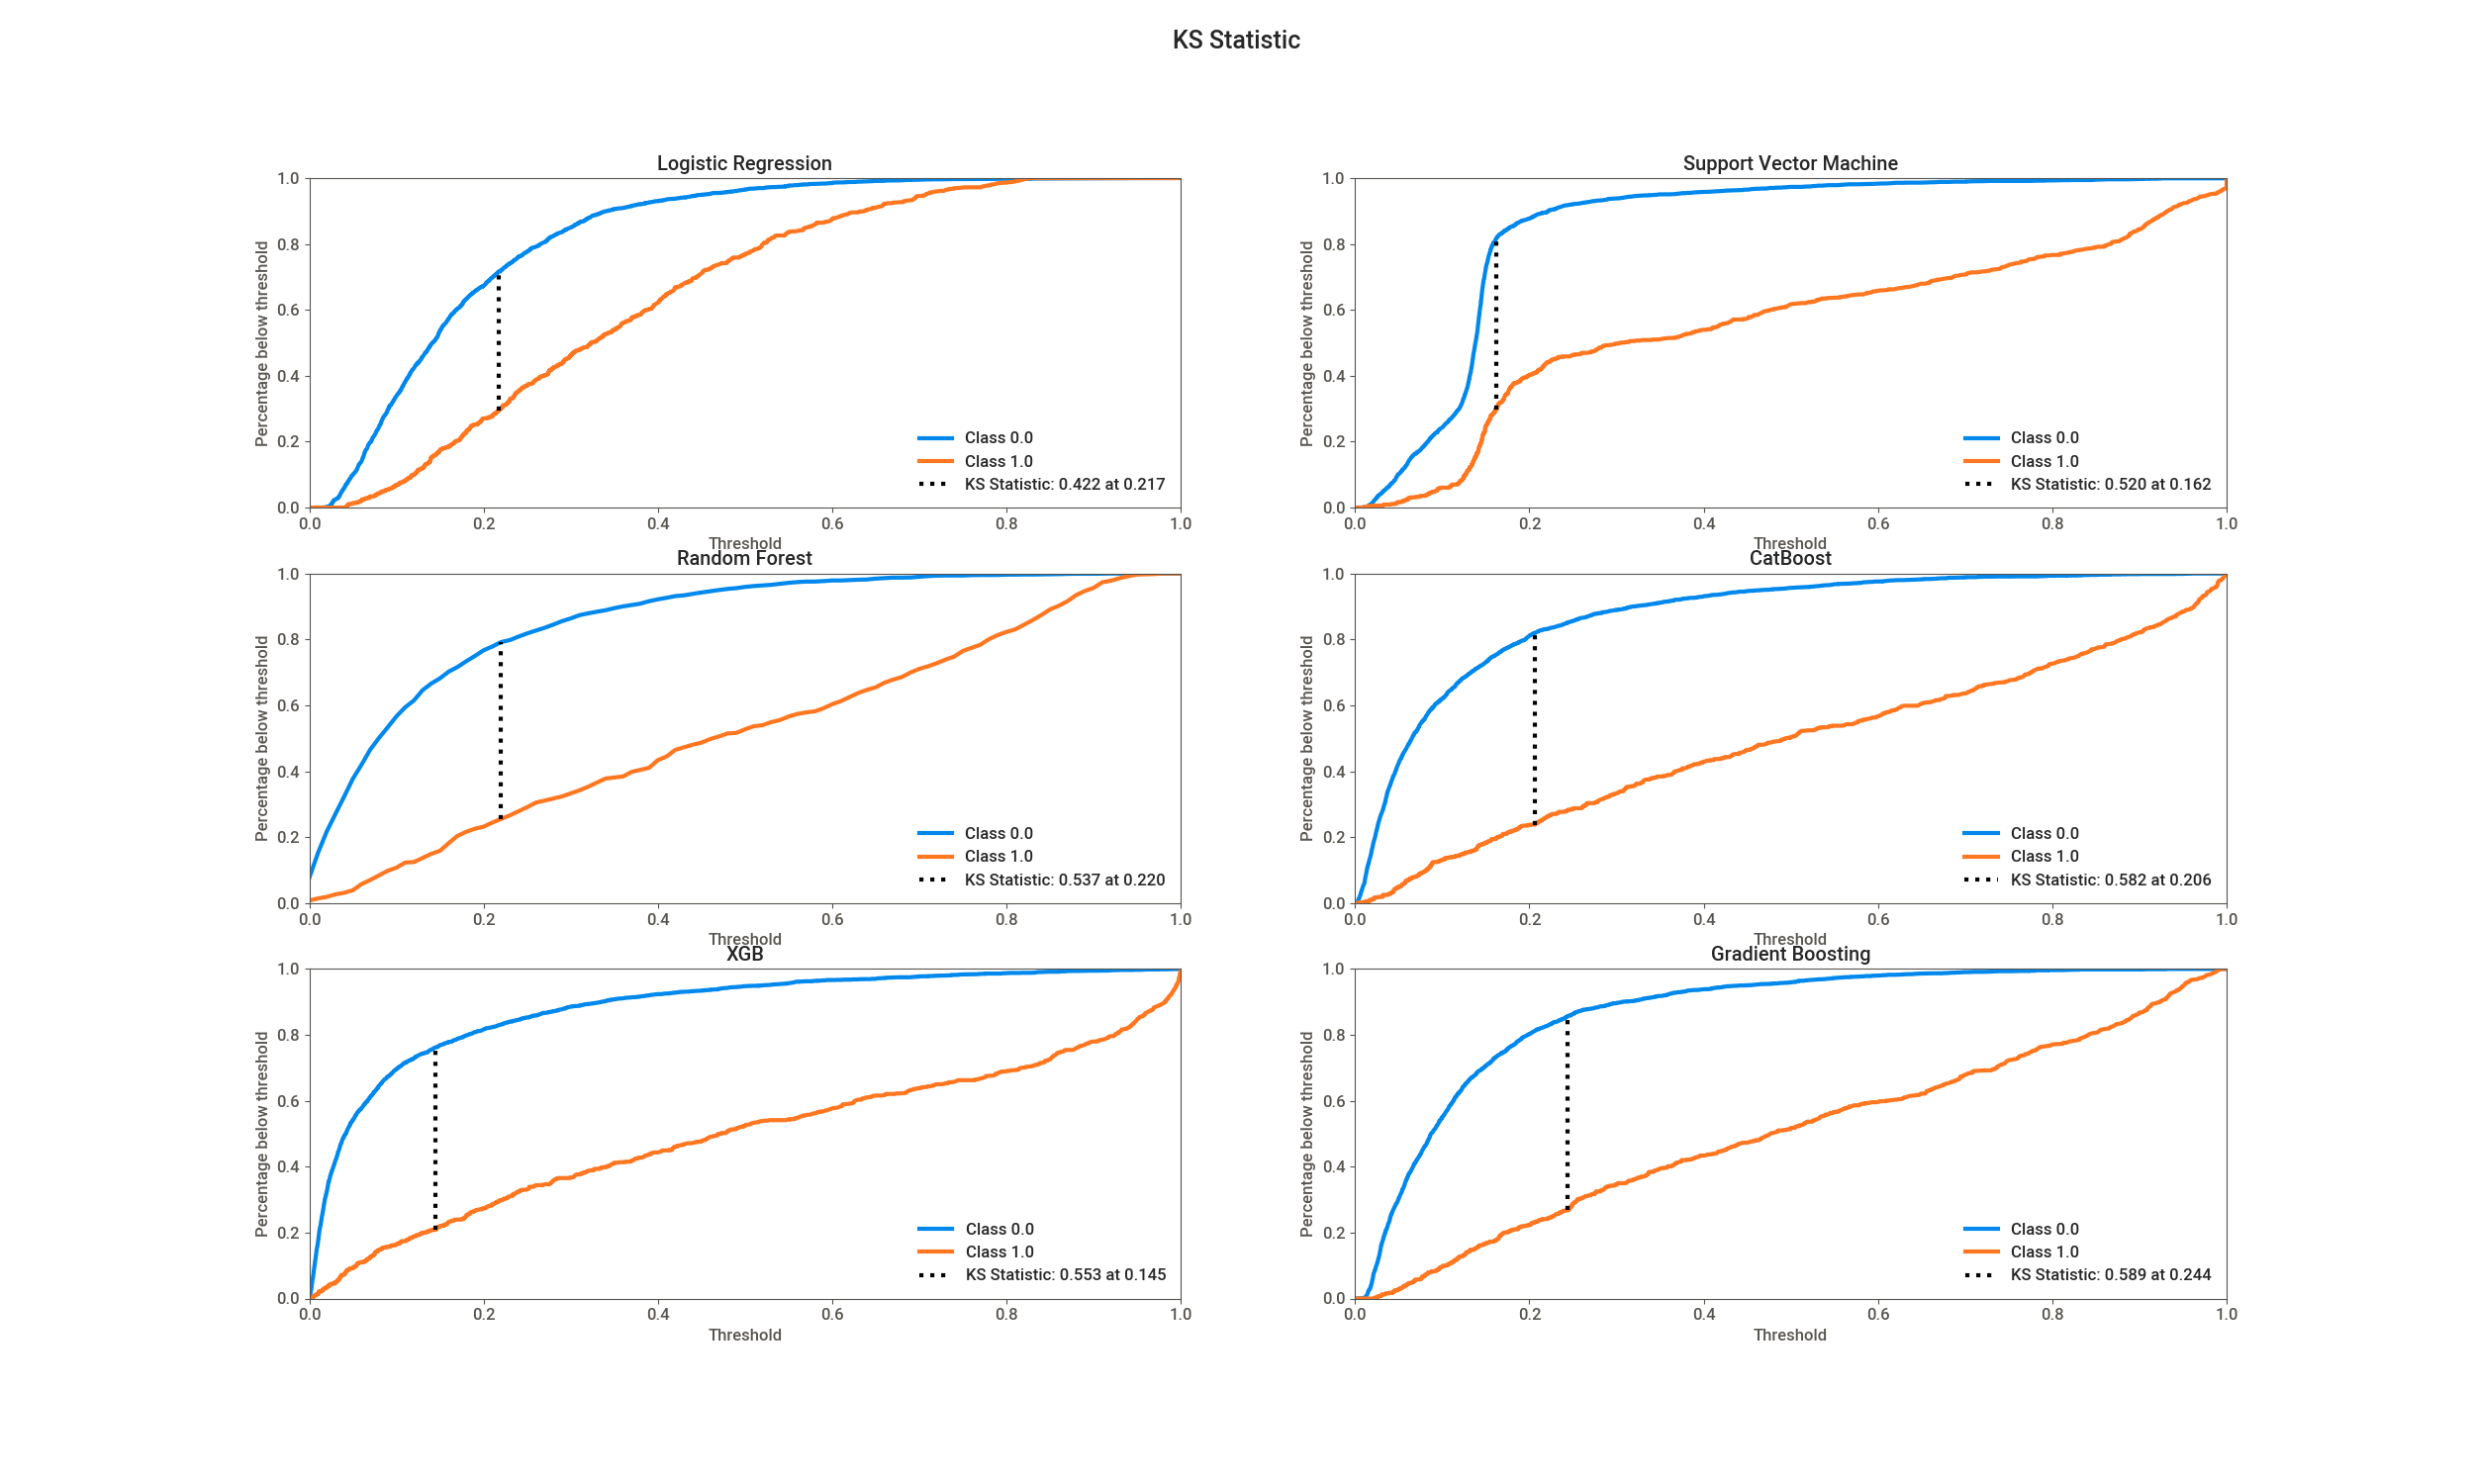 KS Statistic
Logistic Regression
Percentage below threshold
1.0
0.8
0.6
0.4
0.2
0.0
0.0 0.2 0.4 0.6 0.8 1.0
Threshold
Class 0.0
Class 1.0
KS Statistic: 0.422 at 0.217
Support Vector Machine
Percentage below threshold
1.0
0.8
0.6
0.4
0.2
0.0
0.0 0.2 0.4 0.6 0.8 1.0
Threshold
Class 0.0
Class 1.0
KS Statistic: 0.520 at 0.162
Random Forest
Percentage below threshold
1.0
0.8
0.6
0.4
0.2
0.0
0.0 0.2 0.4 0.6 0.8 1.0
Threshold
Class 0.0
Class 1.0
KS Statistic: 0.537 at 0.220
CatBoost
Percentage below threshold
1.0
0.8
0.6
0.4
0.2
0.0
0.0 0.2 0.4 0.6 0.8 1.0
Threshold
Class 0.0
Class 1.0
KS Statistic: 0.582 at 0.206
XGB
Percentage below threshold
1.0
0.8
0.6
0.4
0.2
0.0
0.0 0.2 0.4 0.6 0.8 1.0
Threshold
Class 0.0
Class 1.0
KS Statistic: 0.553 at 0.145
Gradient Boosting
Percentage below threshold
1.0
0.8
0.6
0.4
0.2
0.0
0.0 0.2 0.4 0.6 0.8 1.0
Threshold
Class 0.0
Class 1.0
KS Statistic: 0.589 at 0.244